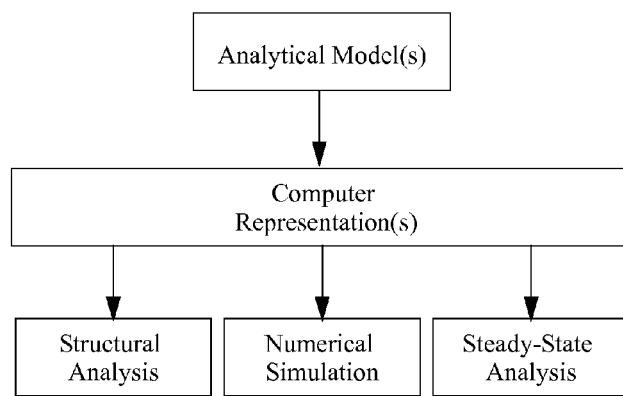 Analytical Model(s)
Computer
Representation(s)
Structural
Analysis
Numerical
Simulation
Steady-State
Analysis